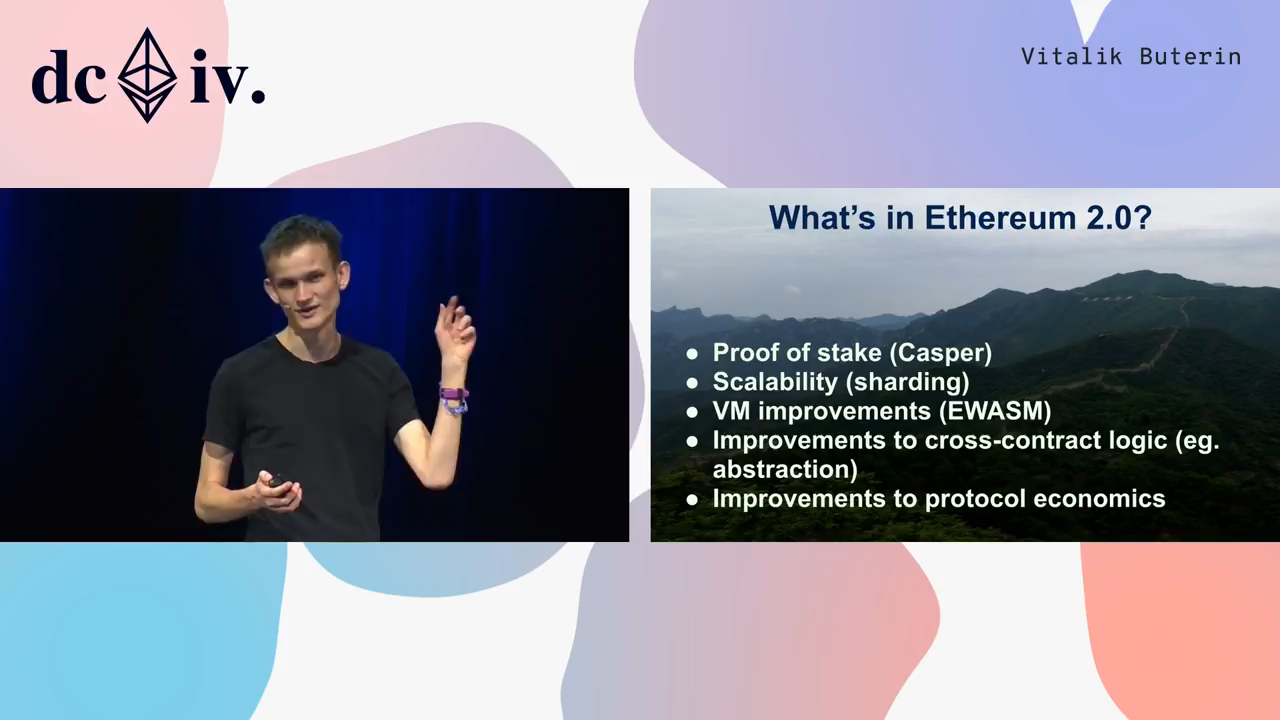 dc iv.
Vitalik Buterin
What's in Ethereum 2.0?
● Proof of stake (Casper)
● Scalability (sharding)
● VM improvements (EWASM)
● Improvements to cross-contract logic (eg.
abstraction)
● Improvements to protocol economics